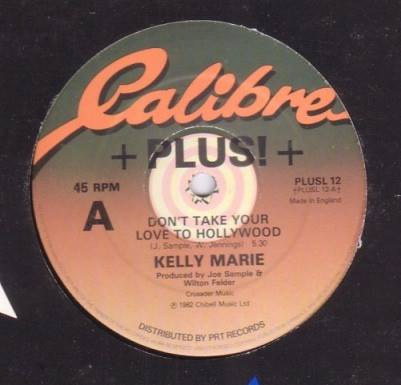 Calibre
+ PLUS! +
45 RPM
A
PLUSL 12
†PLUSL 12-A†
Made in England
DON'T TAKE YOUR
LOVE TO HOLLYWOOD
(J. Sample, W. Jennings) 5.30
KELLY MARIE
Produced by Joe Sample &
Wilton Felder
Crusader Music
℗ 1982 Chibell Music Ltd
DISTRIBUTED BY PRT RECORDS